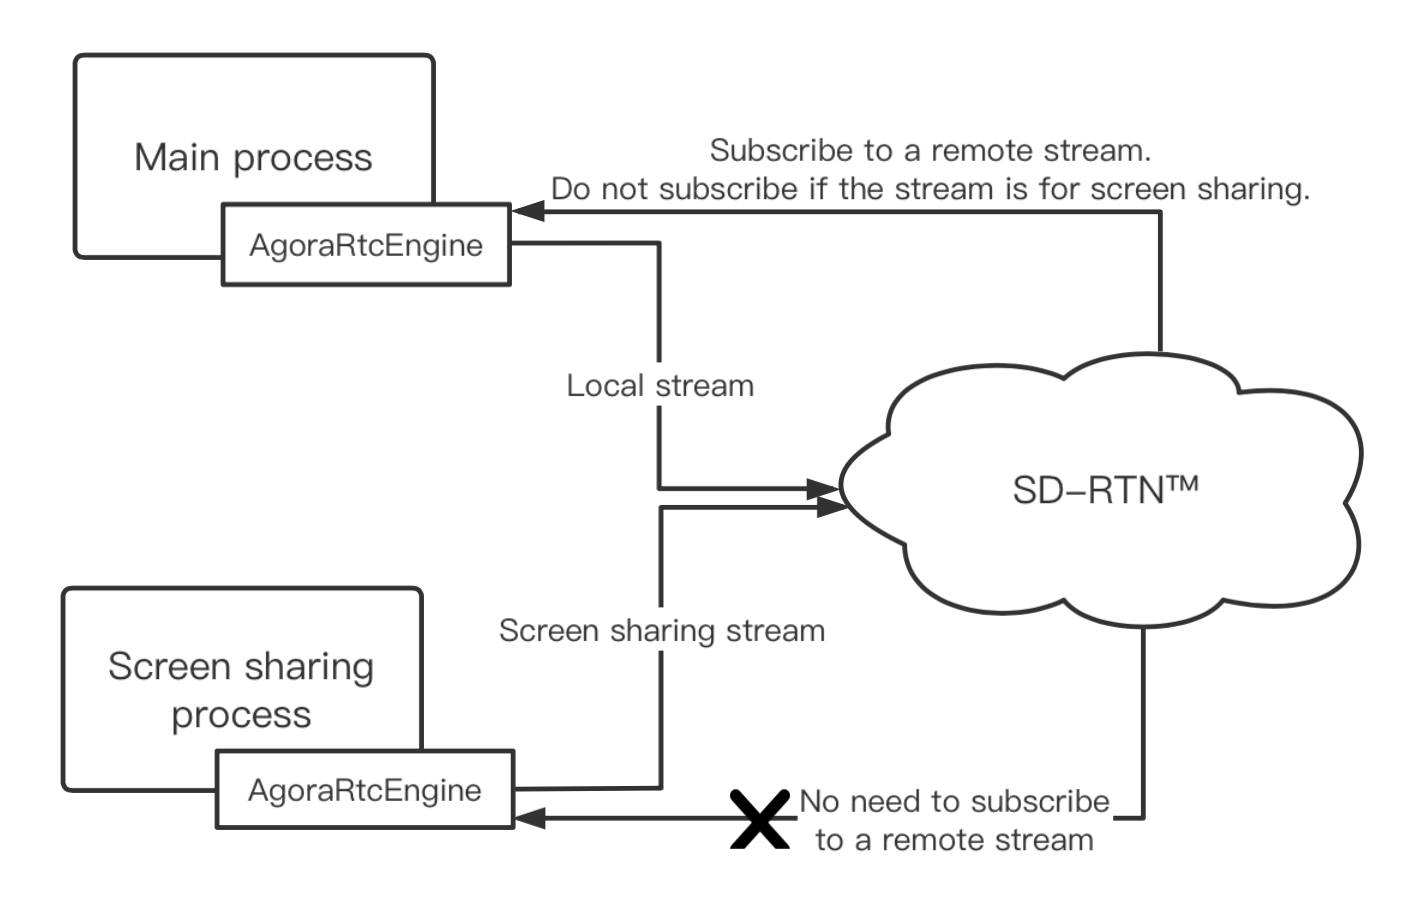 Main process
AgoraRtcEngine
Subscribe to a remote stream.
Do not subscribe if the stream is for screen sharing.
Local stream
SD-RTN™
Screen sharing stream
Screen sharing
process
AgoraRtcEngine
No need to subscribe
to a remote stream